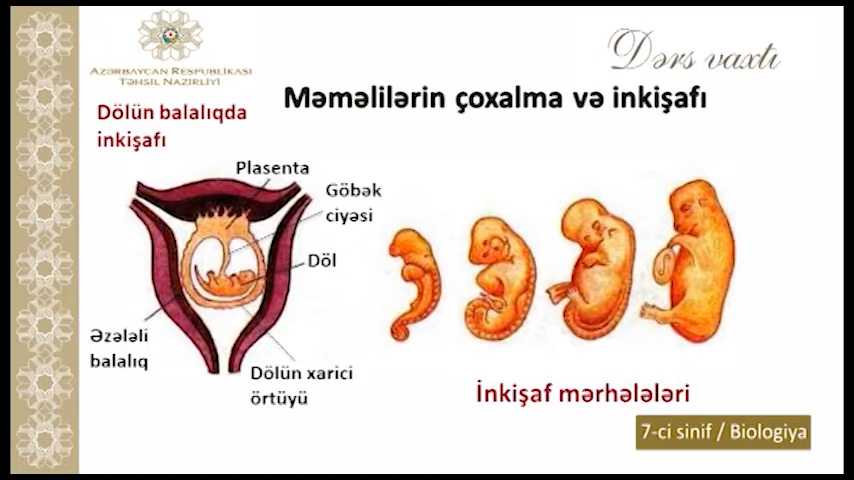 AZƏRBAYCAN RESPUBLİKASI
TƏHSİL NAZİRLİYİ
Dərs vaxtı
Məməlilərin çoxalma və inkişafı
Dölün balalıqda
inkişafı
Plasenta
Göbək
ciyəsi
Döl
Əzələli
balalıq
Dölün xarici
örtüyü
İnkişaf mərhələləri
7-ci sinif / Biologiya